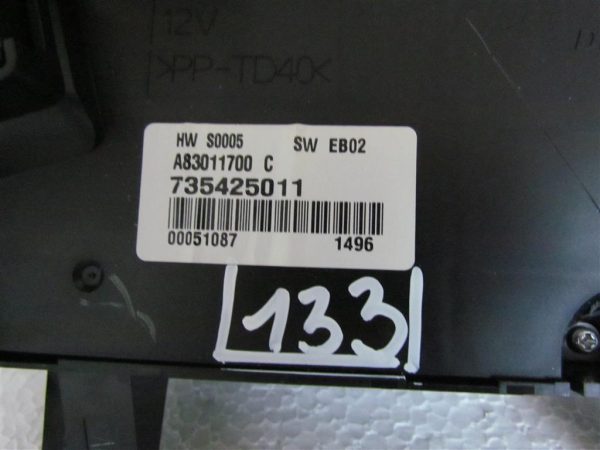 12V
>PP-TD40<
HW S0005 SW EB02
A83011700 C
735425011
00051087 1496
133